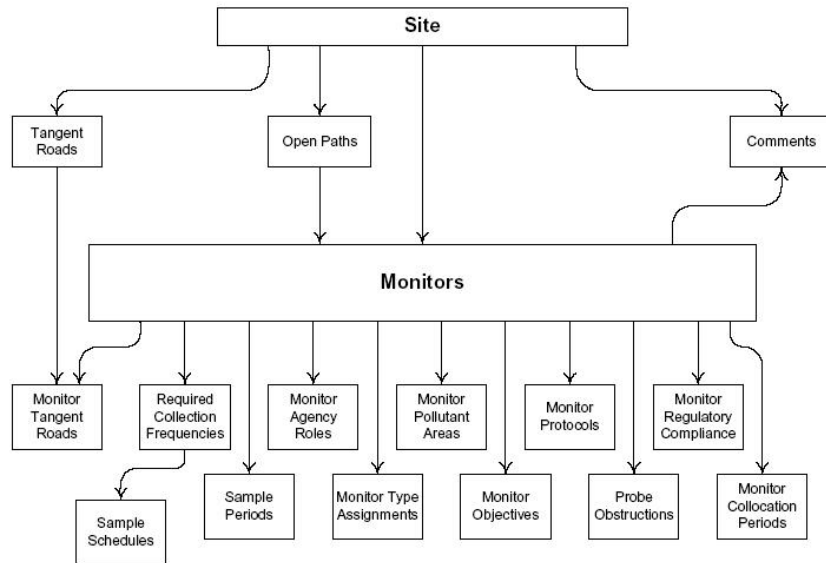 Site
Tangent
Roads
Open Paths
Comments
Monitors
Monitor
Tangent
Roads
Required
Collection
Frequencies
Monitor
Agency
Roles
Monitor
Pollutant
Areas
Monitor
Protocols
Monitor
Regulatory
Compliance
Sample
Schedules
Sample
Periods
Monitor Type
Assignments
Monitor
Objectives
Probe
Obstructions
Monitor
Collocation
Periods